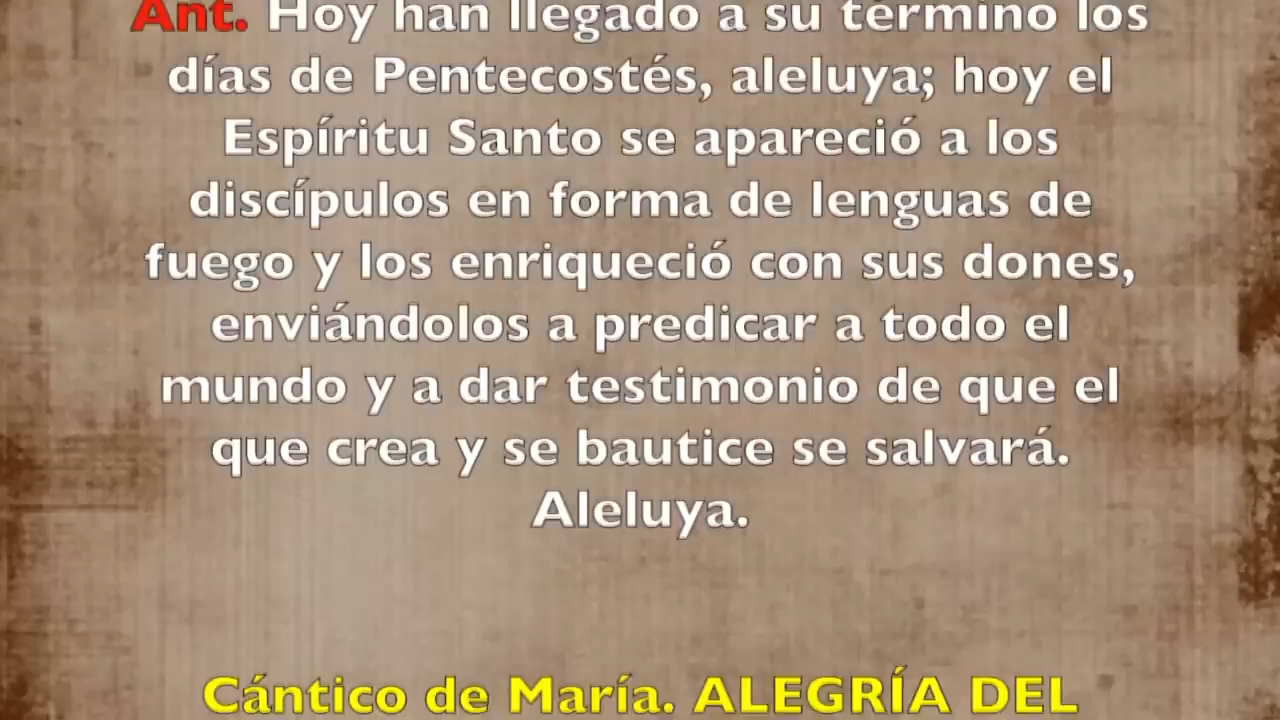 Ant. Hoy han llegado a su término los
días de Pentecostés, aleluya; hoy el
Espíritu Santo se apareció a los
discípulos en forma de lenguas de
fuego y los enriqueció con sus dones,
enviándolos a predicar a todo el
mundo y a dar testimonio de que el
que crea y se bautice se salvará.
Aleluya.
Cántico de María. ALEGRÍA DEL